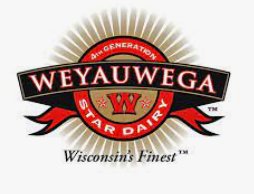 4TH GENERATION
WEYAUWEGA
TM
W
STAR DAIRY
Wisconsin's Finest™